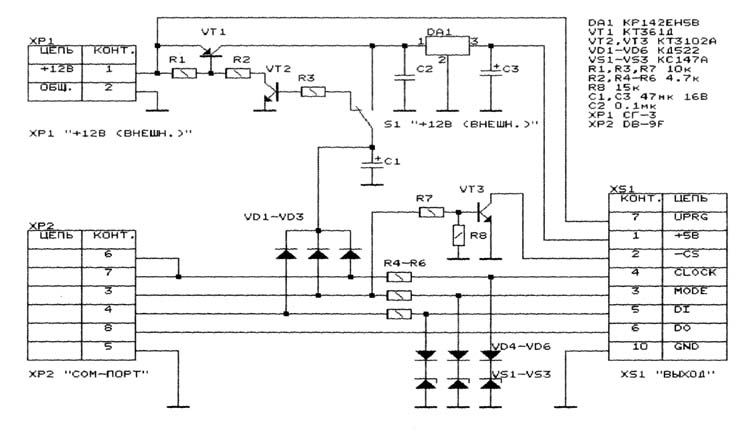 DA1 КР142ЕН5В
VT1 КТ361Д
VT2,VT3 КТ3102А
VD1-VD6 КД522
VS1-VS3 КС147А
R1,R3,R7 10к
R2,R4-R6 4.7к
R8 15к
C1,C3 47мк 16В
C2 0.1мк
XP1 СГ-3
XP2 DB-9F
XP1
ЦЕПЬ КОНТ.
+12В 1
ОБЩ. 2
XP1 "+12В (ВНЕШН.)"
VT1
R1
R2
VT2
R3
DA1
1
3
2
C2
+
C3
S1 "+12В (ВНЕШН.)"
+
C1
VD1-VD3
R7
VT3
R8
R4-R6
VD4-VD6
VS1-VS3
XP2
ЦЕПЬ КОНТ.
6
7
3
4
8
5
XP2 "COM-ПОРТ"
XS1
КОНТ. ЦЕПЬ
7 UPRG
1 +5В
2 -CS
4 CLOCK
3 MODE
5 DI
6 DO
10 GND
XS1 "ВЫХОД"